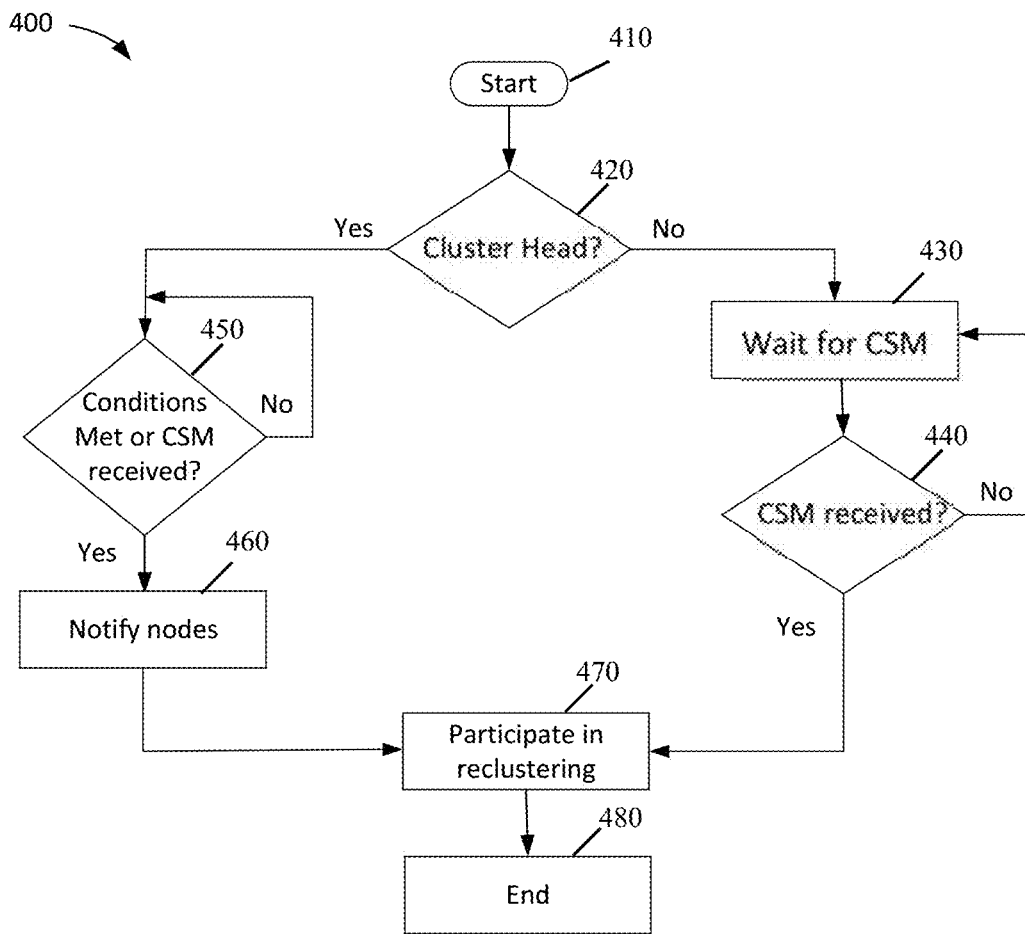 400
410
Start
420
Yes
Cluster Head?
No
430
Wait for CSM
450
Conditions
Met or CSM
received?
No
440
CSM received?
No
Yes
460
Notify nodes
Yes
470
Participate in
reclustering
480
End